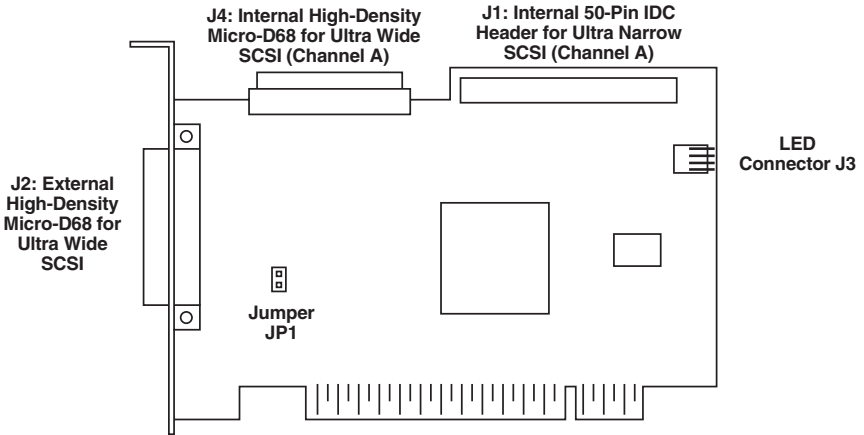 J4: Internal High-Density
Micro-D68 for Ultra Wide
SCSI (Channel A)
J1: Internal 50-Pin IDC
Header for Ultra Narrow
SCSI (Channel A)
LED
Connector J3
J2: External
High-Density
Micro-D68 for
Ultra Wide
SCSI
Jumper
JP1